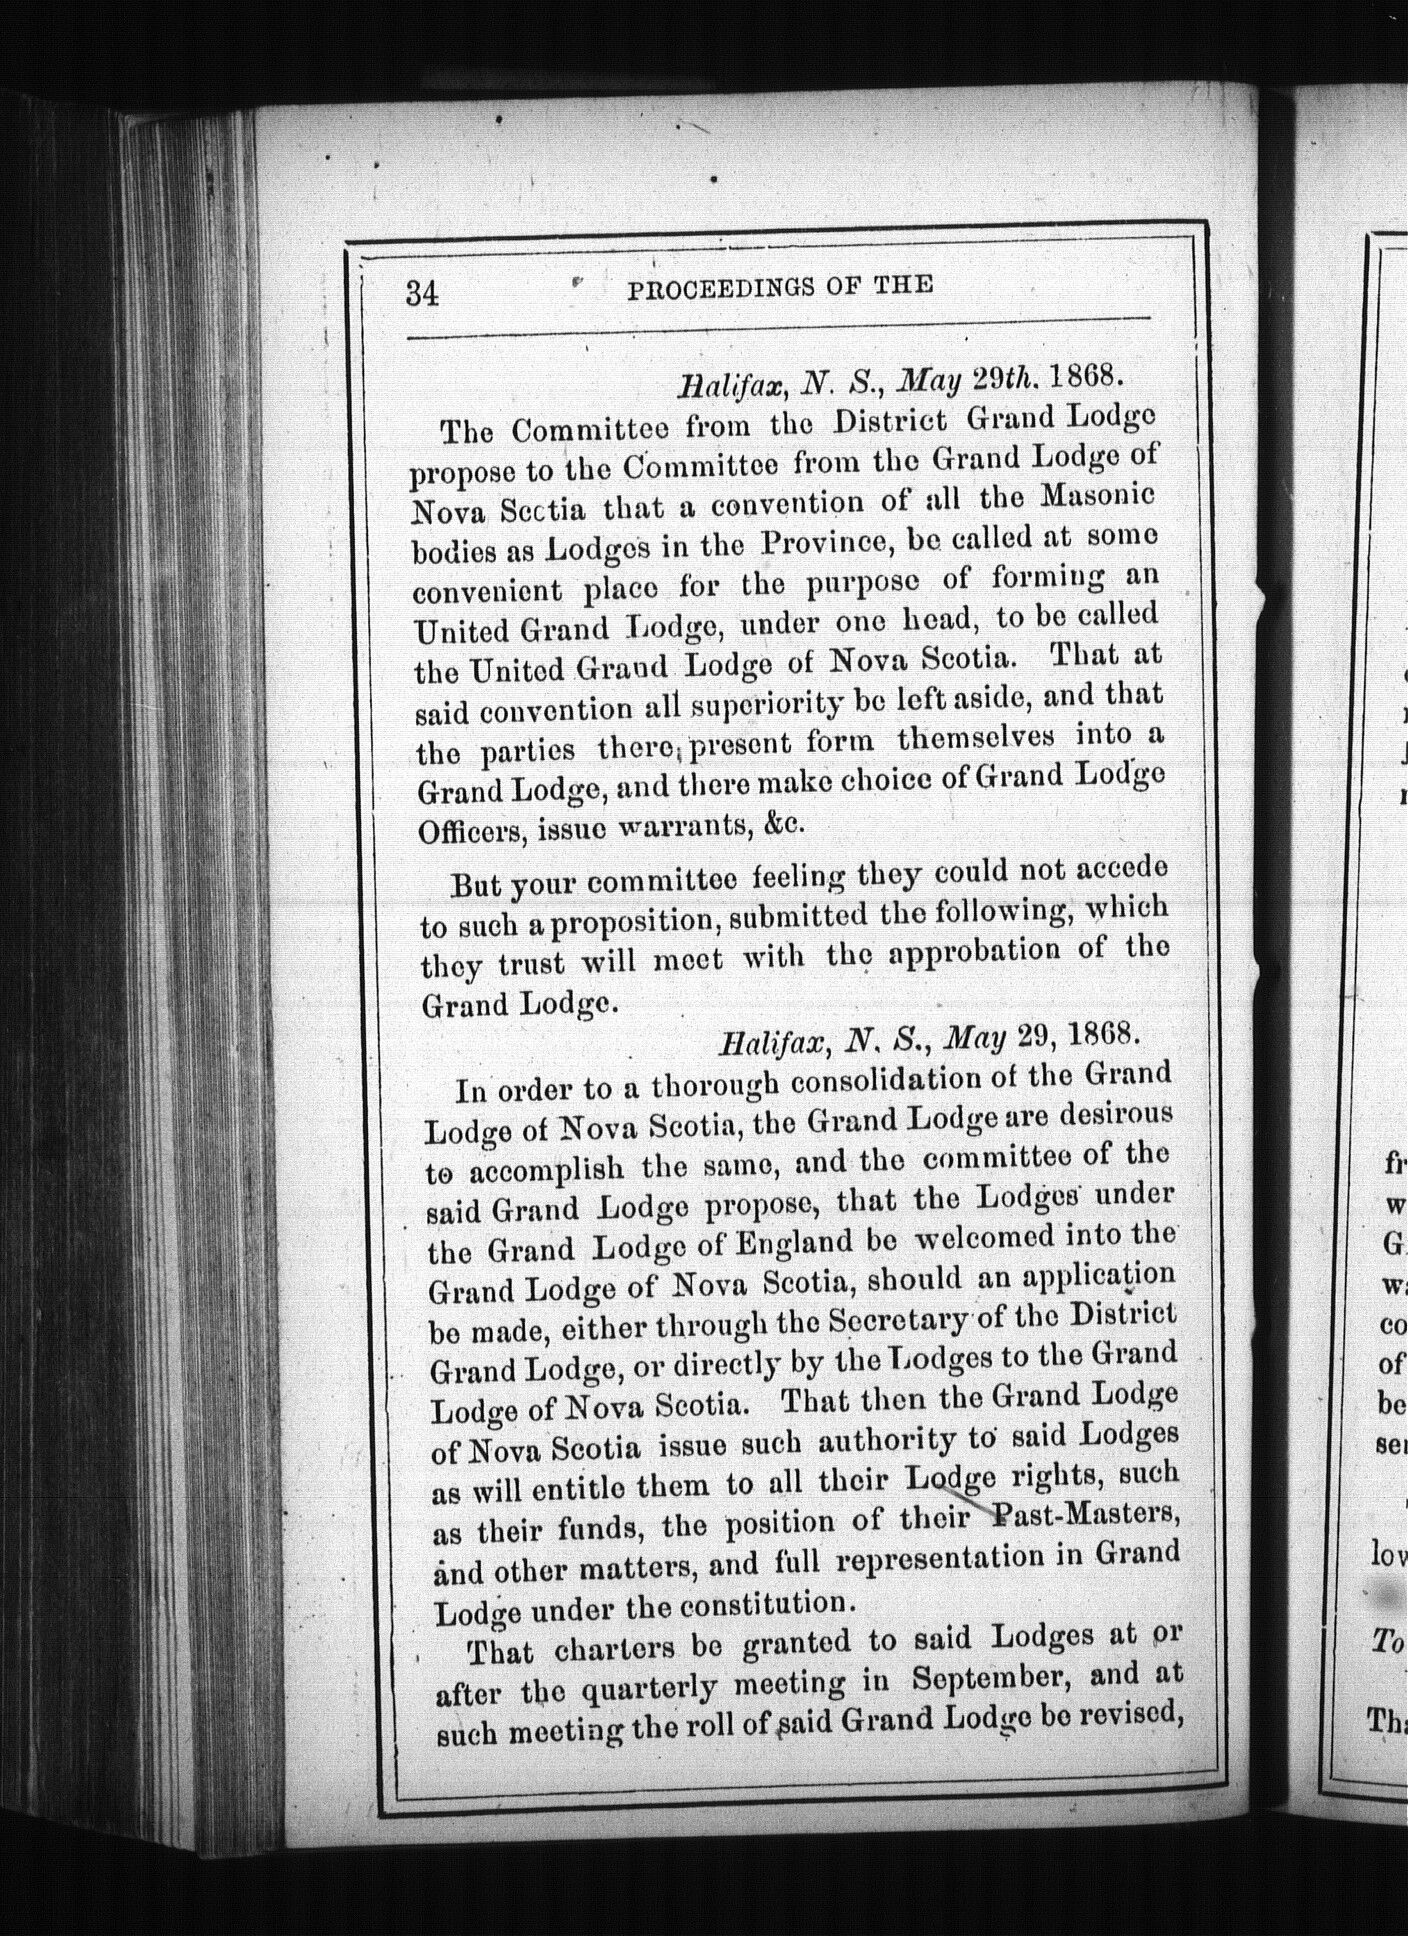 34 PROCEEDINGS OF THE
Halifax, N. S., May 29th. 1868.
The Committee from the District Grand Lodge
propose to the Committee from the Grand Lodge of
Nova Scctia that a convention of all the Masonic
bodies as Lodges in the Province, be called at some
convenient place for the purpose of forming an
United Grand Lodge, under one head, to be called
the United Grand Lodge of Nova Scotia. That at
said convention all superiority be left aside, and that
the parties there present form themselves into a
Grand Lodge, and there make choice of Grand Lodge
Officers, issue warrants, &c.
But your committee feeling they could not accede
to such a proposition, submitted the following, which
they trust will meet with the approbation of the
Grand Lodge.
Halifax, N. S., May 29, 1868.
In order to a thorough consolidation of the Grand
Lodge of Nova Scotia, the Grand Lodge are desirous
to accomplish the same, and the committee of the
said Grand Lodge propose, that the Lodges under
the Grand Lodge of England be welcomed into the
Grand Lodge of Nova Scotia, should an application
be made, either through the Secretary of the District
Grand Lodge, or directly by the Lodges to the Grand
Lodge of Nova Scotia. That then the Grand Lodge
of Nova Scotia issue such authority to said Lodges
as will entitle them to all their Lodge rights, such
as their funds, the position of their Past-Masters,
and other matters, and full representation in Grand
Lodge under the constitution.
That charters be granted to said Lodges at or
after the quarterly meeting in September, and at
such meeting the roll of said Grand Lodge be revised,